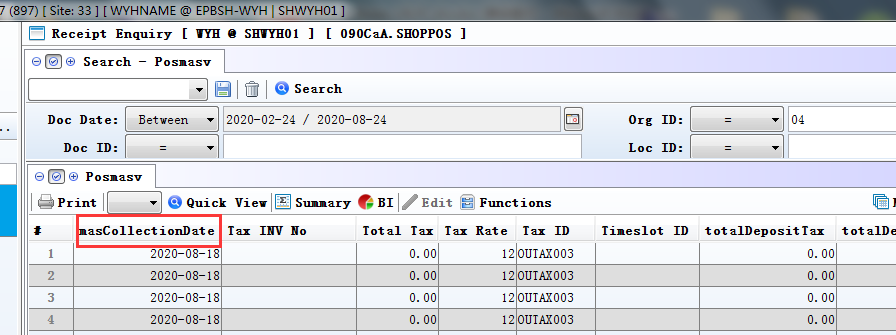 7 (897) [ Site: 33 ] [ WYHNAME @ EPBSH-WYH | SHWYH01 ]
Receipt Enquiry [ WYH @ SHWYH01 ] [ 090CaA.SHOPPOS ]
Search - Posmasv
Search
Doc Date: Between 2020-02-24 / 2020-08-24 Org ID: = 04
Doc ID: = Loc ID: =
Posmasv
Print Quick View Summary BI Edit Functions
# masCollectionDate Tax INV No Total Tax Tax Rate Tax ID Timeslot ID totalDepositTax
1 2020-08-18 0.00 12 OUTAX003 0.00
2 2020-08-18 0.00 12 OUTAX003 0.00
3 2020-08-18 0.00 12 OUTAX003 0.00
4 2020-08-18 0.00 12 OUTAX003 0.00